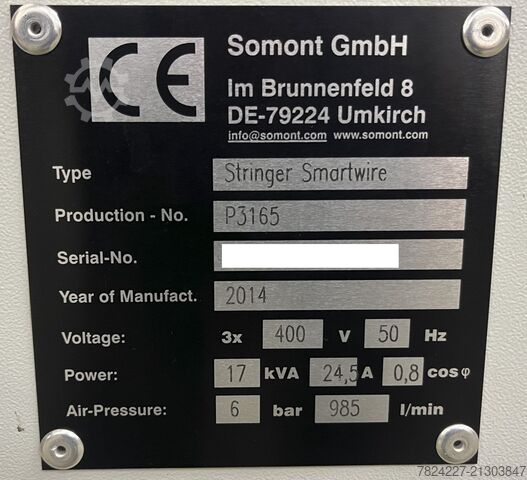 CE
Somont GmbH
Im Brunnenfeld 8
DE-79224 Umkirch
info@somont.com www.somont.com
Type Stringer Smartwire
Production - No. P3165
Serial-No.
Year of Manufact. 2014
Voltage: 3x 400 V 50 Hz
Power: 17 kVA 24,5 A 0,8 cosφ
Air-Pressure: 6 bar 985 l/min
7824227-21303847